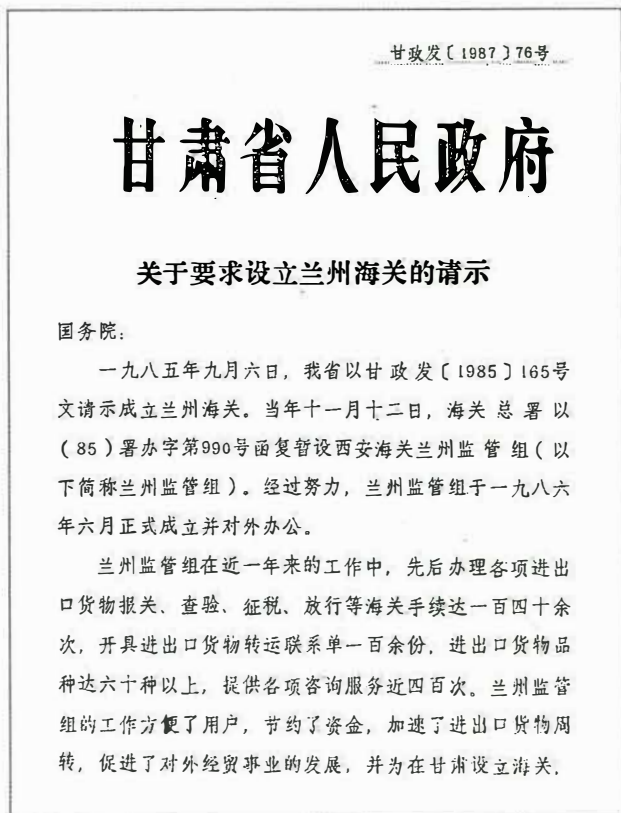 甘政发〔1987〕76号
甘肃省人民政府
关于要求设立兰州海关的请示
国务院：
一九八五年九月六日，我省以甘政发〔1985〕165号
文请示成立兰州海关。当年十一月十二日，海关总署以
（85）署办字第990号函复暂设西安海关兰州监管组（以
下简称兰州监管组）。经过努力，兰州监管组于一九八六
年六月正式成立并对外办公。
兰州监管组在近一年来的工作中，先后办理各项进出
口货物报关、查验、征税、放行等海关手续达一百四十余
次，开具进出口货物转运联系单一百余份，进出口货物品
种达六十种以上，提供各项咨询服务近四百次。兰州监管
组的工作方便了用户，节约了资金，加速了进出口货物周
转，促进了对外经贸事业的发展，并为在甘肃设立海关，